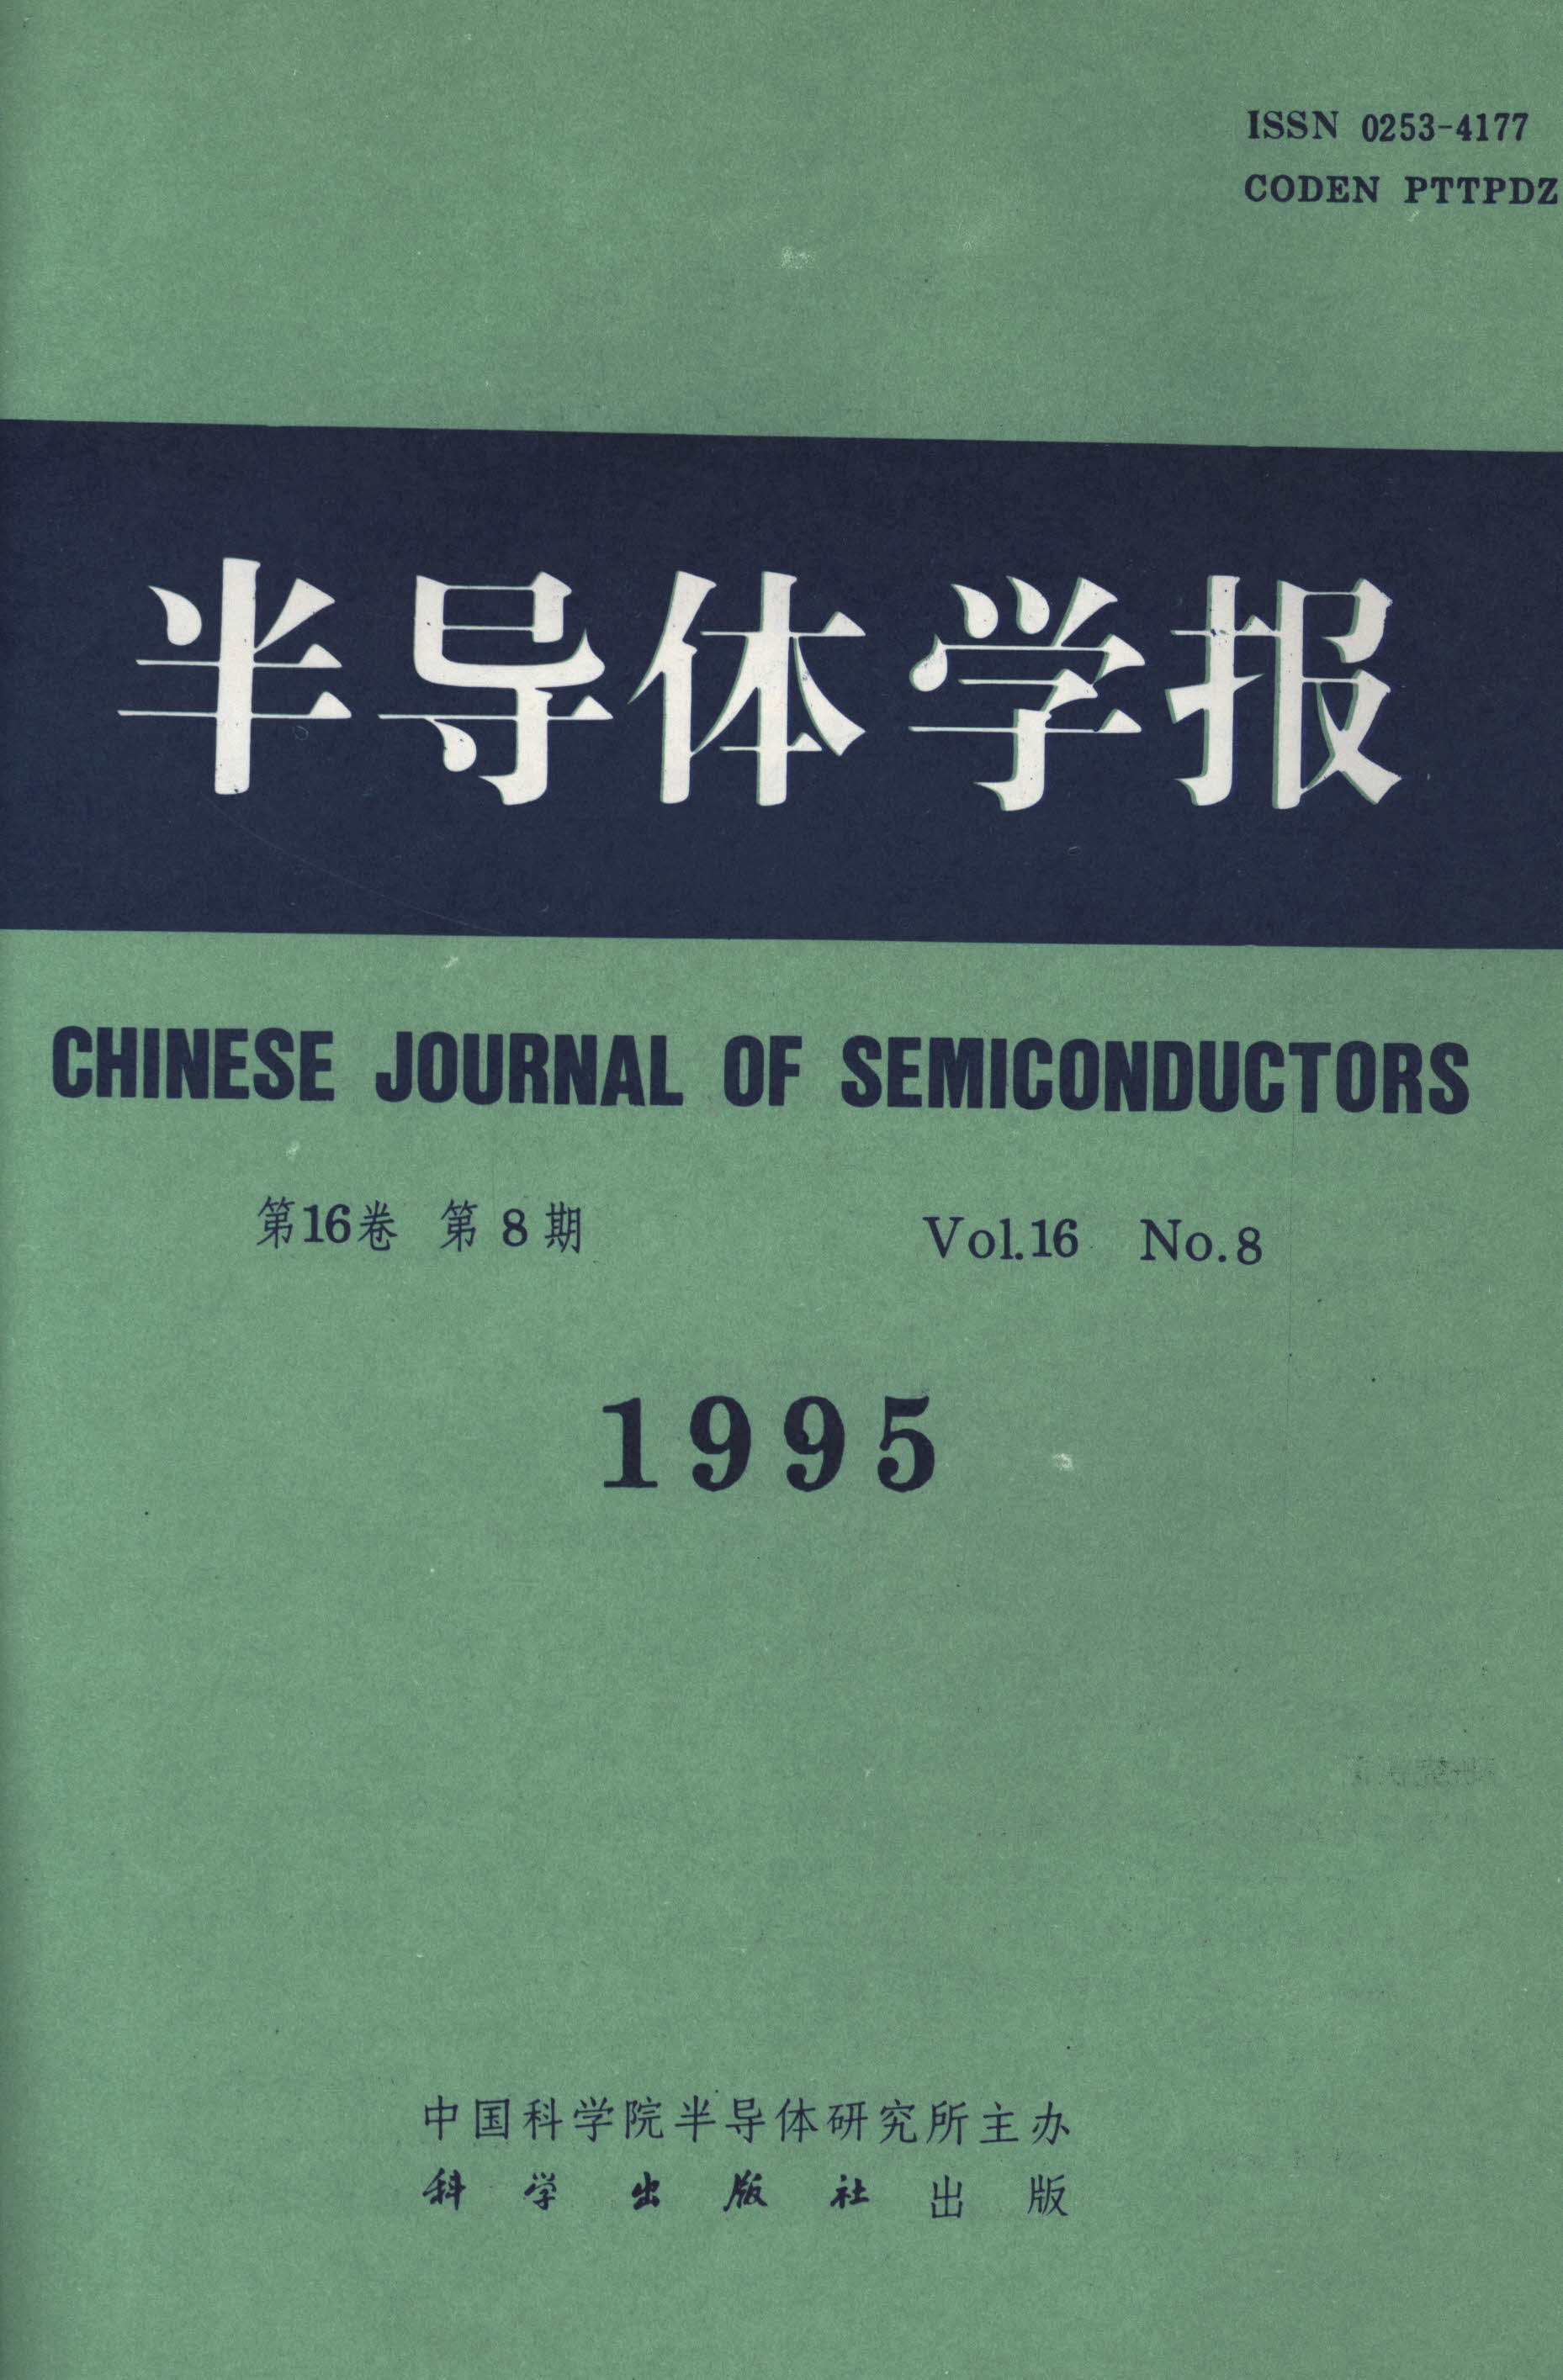 ISSN 0253-4177
CODEN PTTPDZ
半导体学报
CHINESE JOURNAL OF SEMICONDUCTORS
第16卷 第8期 Vol.16 No.8
1995
中国科学院半导体研究所主办
科学出版社出版